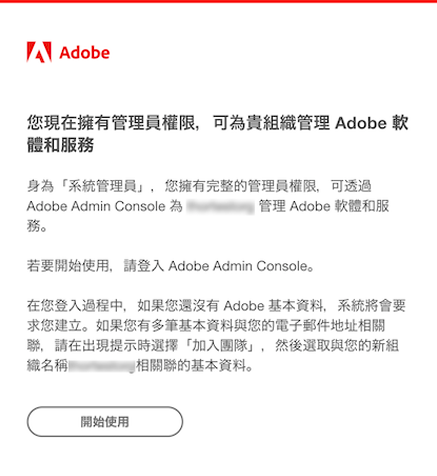 Adobe
您現在擁有管理員權限，可為貴組織管理 Adobe 軟
體和服務
身為「系統管理員」，您擁有完整的管理員權限，可透過
Adobe Admin Console 為 管理 Adobe 軟體和服
務。
若要開始使用，請登入 Adobe Admin Console。
在您登入過程中，如果您還沒有 Adobe 基本資料，系統將會要
求您建立。如果您有多筆基本資料與您的電子郵件地址相關
聯，請在出現提示時選擇「加入團隊」，然後選取與您的新組
織名稱相關聯的基本資料。
開始使用